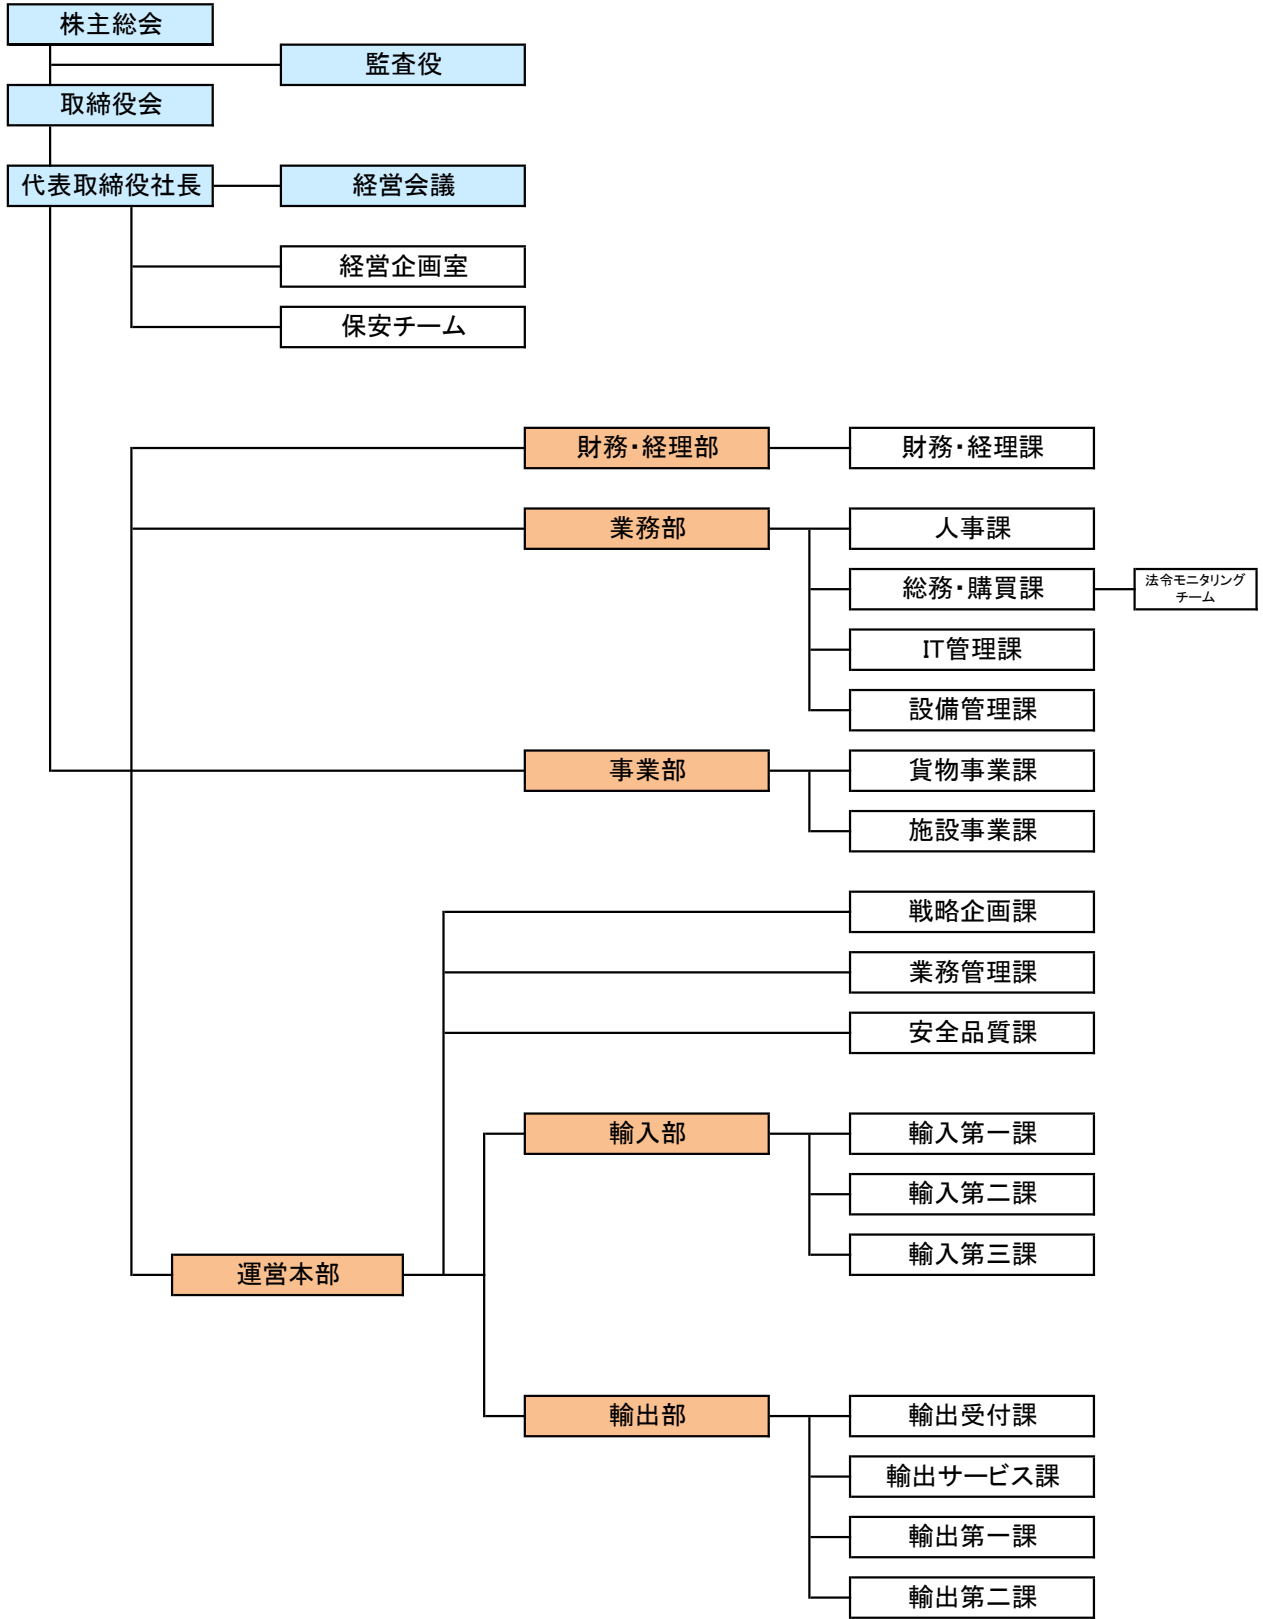 株主総会
監査役
取締役会
代表取締役社長
経営会議
経営企画室
保安チーム
財務・経理部
財務・経理課
業務部
人事課
総務・購買課
法令モニタリング
チーム
IT管理課
設備管理課
事業部
貨物事業課
施設事業課
戦略企画課
業務管理課
安全品質課
輸入部
輸入第一課
輸入第二課
輸入第三課
運営本部
輸出部
輸出受付課
輸出サービス課
輸出第一課
輸出第二課